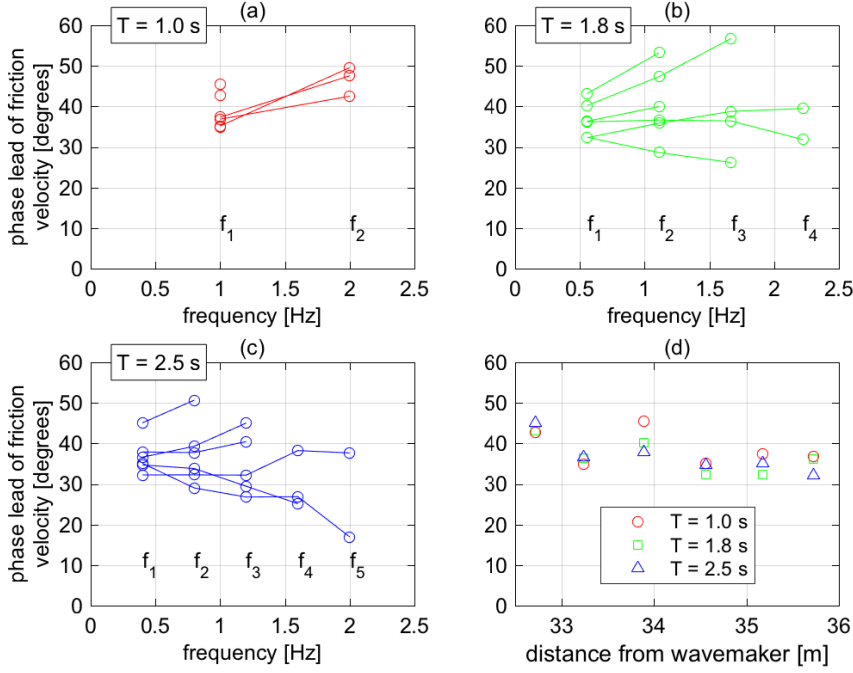 (a)
T = 1.0 s
phase lead of friction
velocity [degrees]
60
50
40
30
20
10
0
f1
f2
0 0.5 1 1.5 2 2.5
frequency [Hz]
(b)
T = 1.8 s
60
50
40
30
20
10
0
f1
f2
f3
f4
0 0.5 1 1.5 2 2.5
frequency [Hz]
(c)
T = 2.5 s
phase lead of friction
velocity [degrees]
60
50
40
30
20
10
0
f1
f2
f3
f4
f5
0 0.5 1 1.5 2 2.5
frequency [Hz]
(d)
60
50
40
30
20
10
0
T = 1.0 s
T = 1.8 s
T = 2.5 s
33 34 35 36
distance from wavemaker [m]